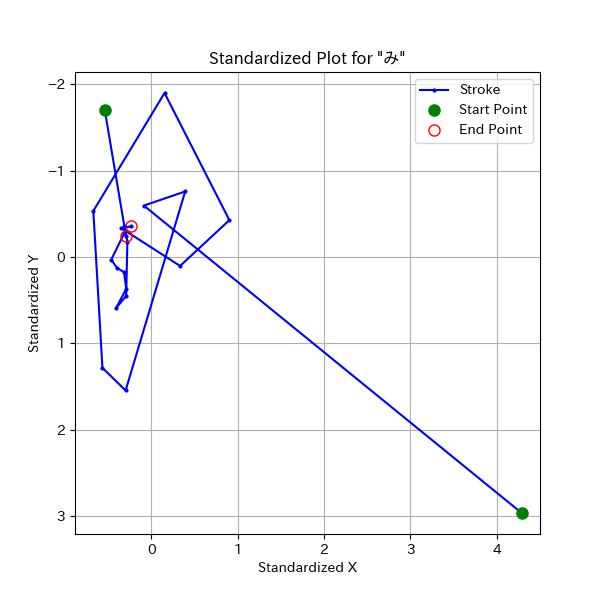 Standardized Plot for "み"
Stroke
Start Point
End Point
−2
−1
0
1
2
3
Standardized Y
0 1 2 3 4
Standardized X